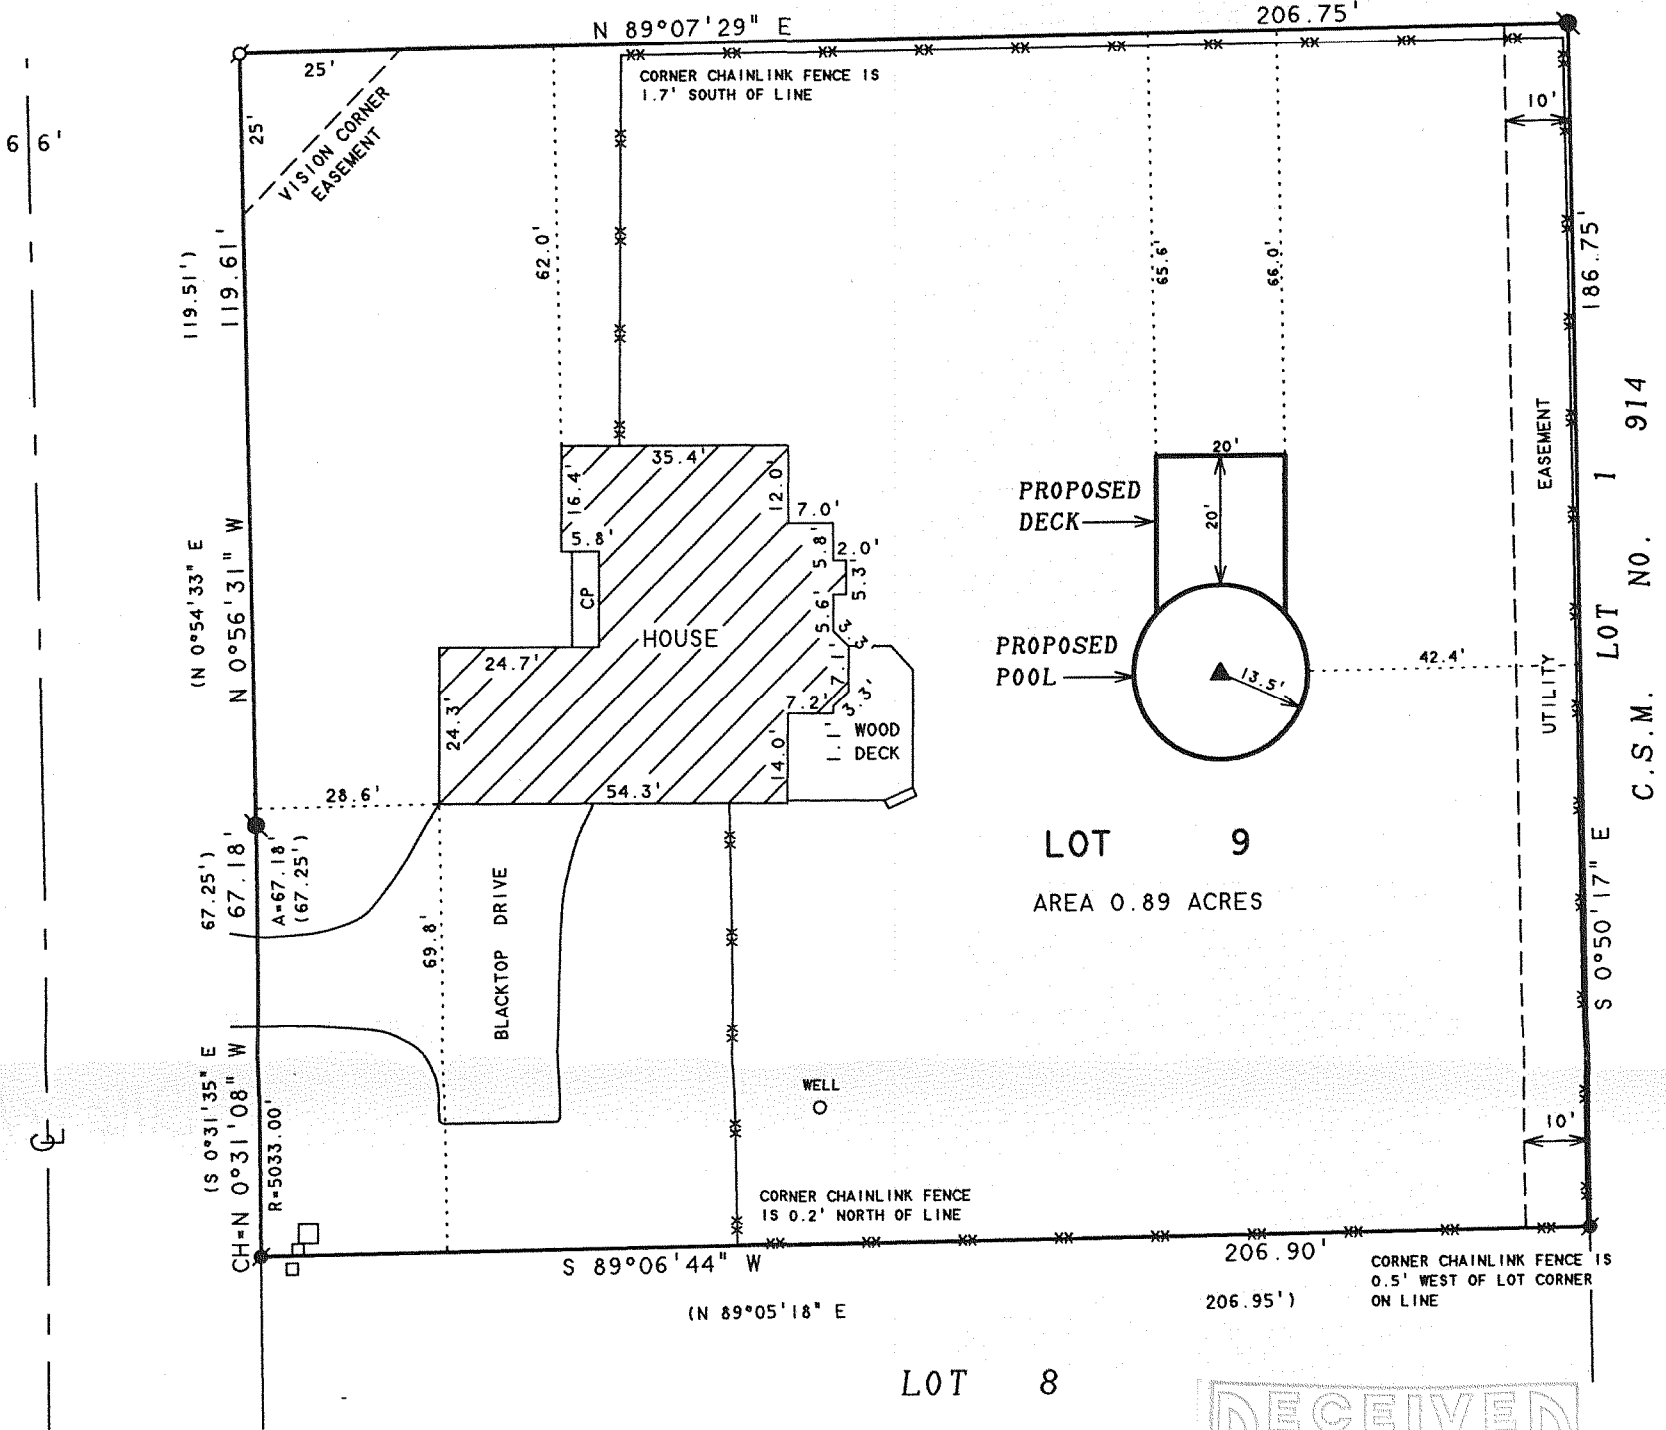 N 89°07'29" E
206.75'
25'
CORNER CHAINLINK FENCE IS
1.7' SOUTH OF LINE
10'
25'
66'
VISION CORNER
EASEMENT
62.0'
65.6'
66.0'
186.75'
(119.51')
119.61'
914
1
LOT
NO.
C.S.M.
EASEMENT
UTILITY
35.4'
16.4'
12.0'
7.0'
5.8'
5.8'
2.0'
5.3'
5.6'
3.3'
CP
HOUSE
24.7'
7.1'
7.2'
3.3'
24.3'
1.1'
WOOD
DECK
14.0'
54.3'
28.6'
20'
20'
PROPOSED
DECK
PROPOSED
POOL
13.5'
42.4'
(N 0°54'33" E
N 0°56'31" W
67.25')
67.18'
A=67.18'
(67.25')
LOT 9
AREA 0.89 ACRES
S 0°50'17" E
69.8'
BLACKTOP DRIVE
WELL
(S 0°31'35" E
CH=N 0°31'08" W
R=5033.00'
CL
10'
CORNER CHAINLINK FENCE
IS 0.2' NORTH OF LINE
S 89°06'44" W
206.90'
CORNER CHAINLINK FENCE IS
0.5' WEST OF LOT CORNER
ON LINE
(N 89°05'18" E
206.95')
LOT 8
RECEIVED